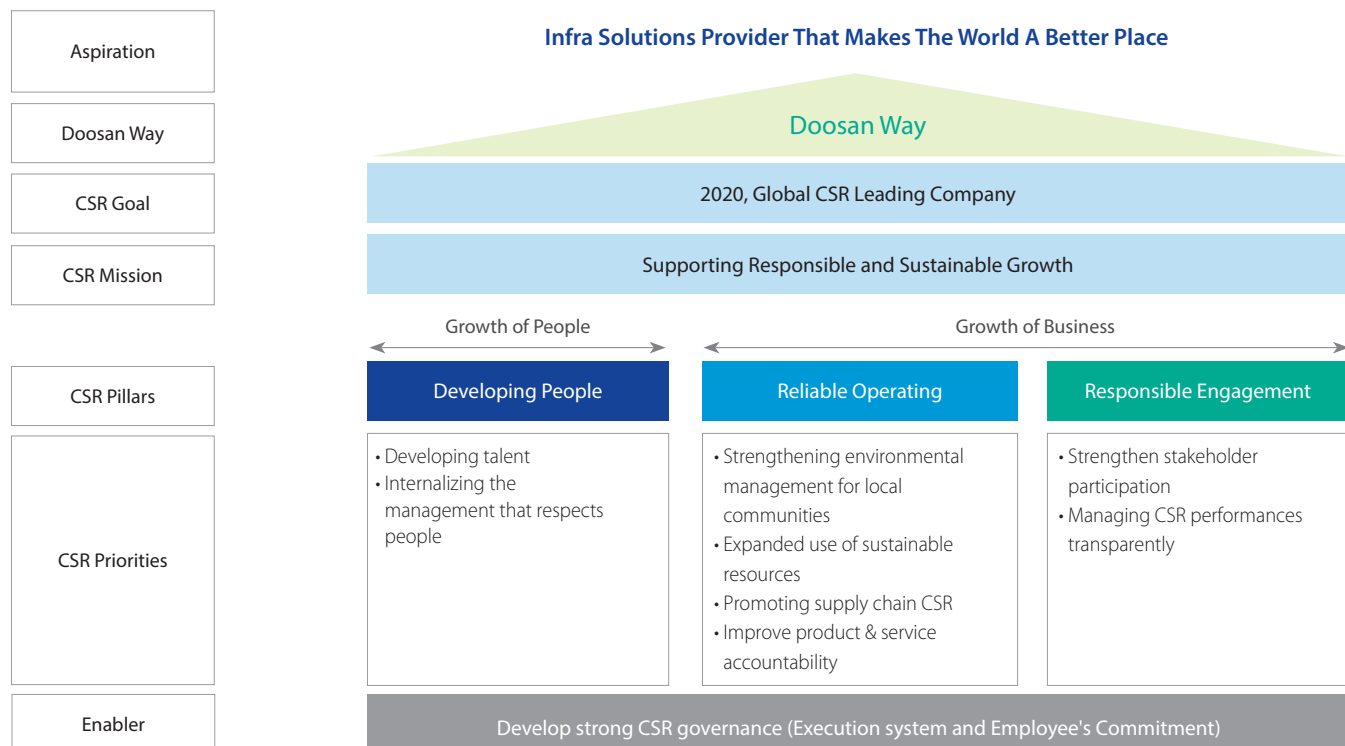 Aspiration
Infra Solutions Provider That Makes The World A Better Place
Doosan Way
Doosan Way
CSR Goal
2020, Global CSR Leading Company
CSR Mission
Supporting Responsible and Sustainable Growth
Growth of People
Growth of Business
CSR Pillars
Developing People
Reliable Operating
Responsible Engagement
CSR Priorities
• Developing talent
• Internalizing the
management that respects
people
• Strengthening environmental
management for local
communities
• Expanded use of sustainable
resources
• Promoting supply chain CSR
• Improve product & service
accountability
• Strengthen stakeholder
participation
• Managing CSR performances
transparently
Enabler
Develop strong CSR governance (Execution system and Employee's Commitment)